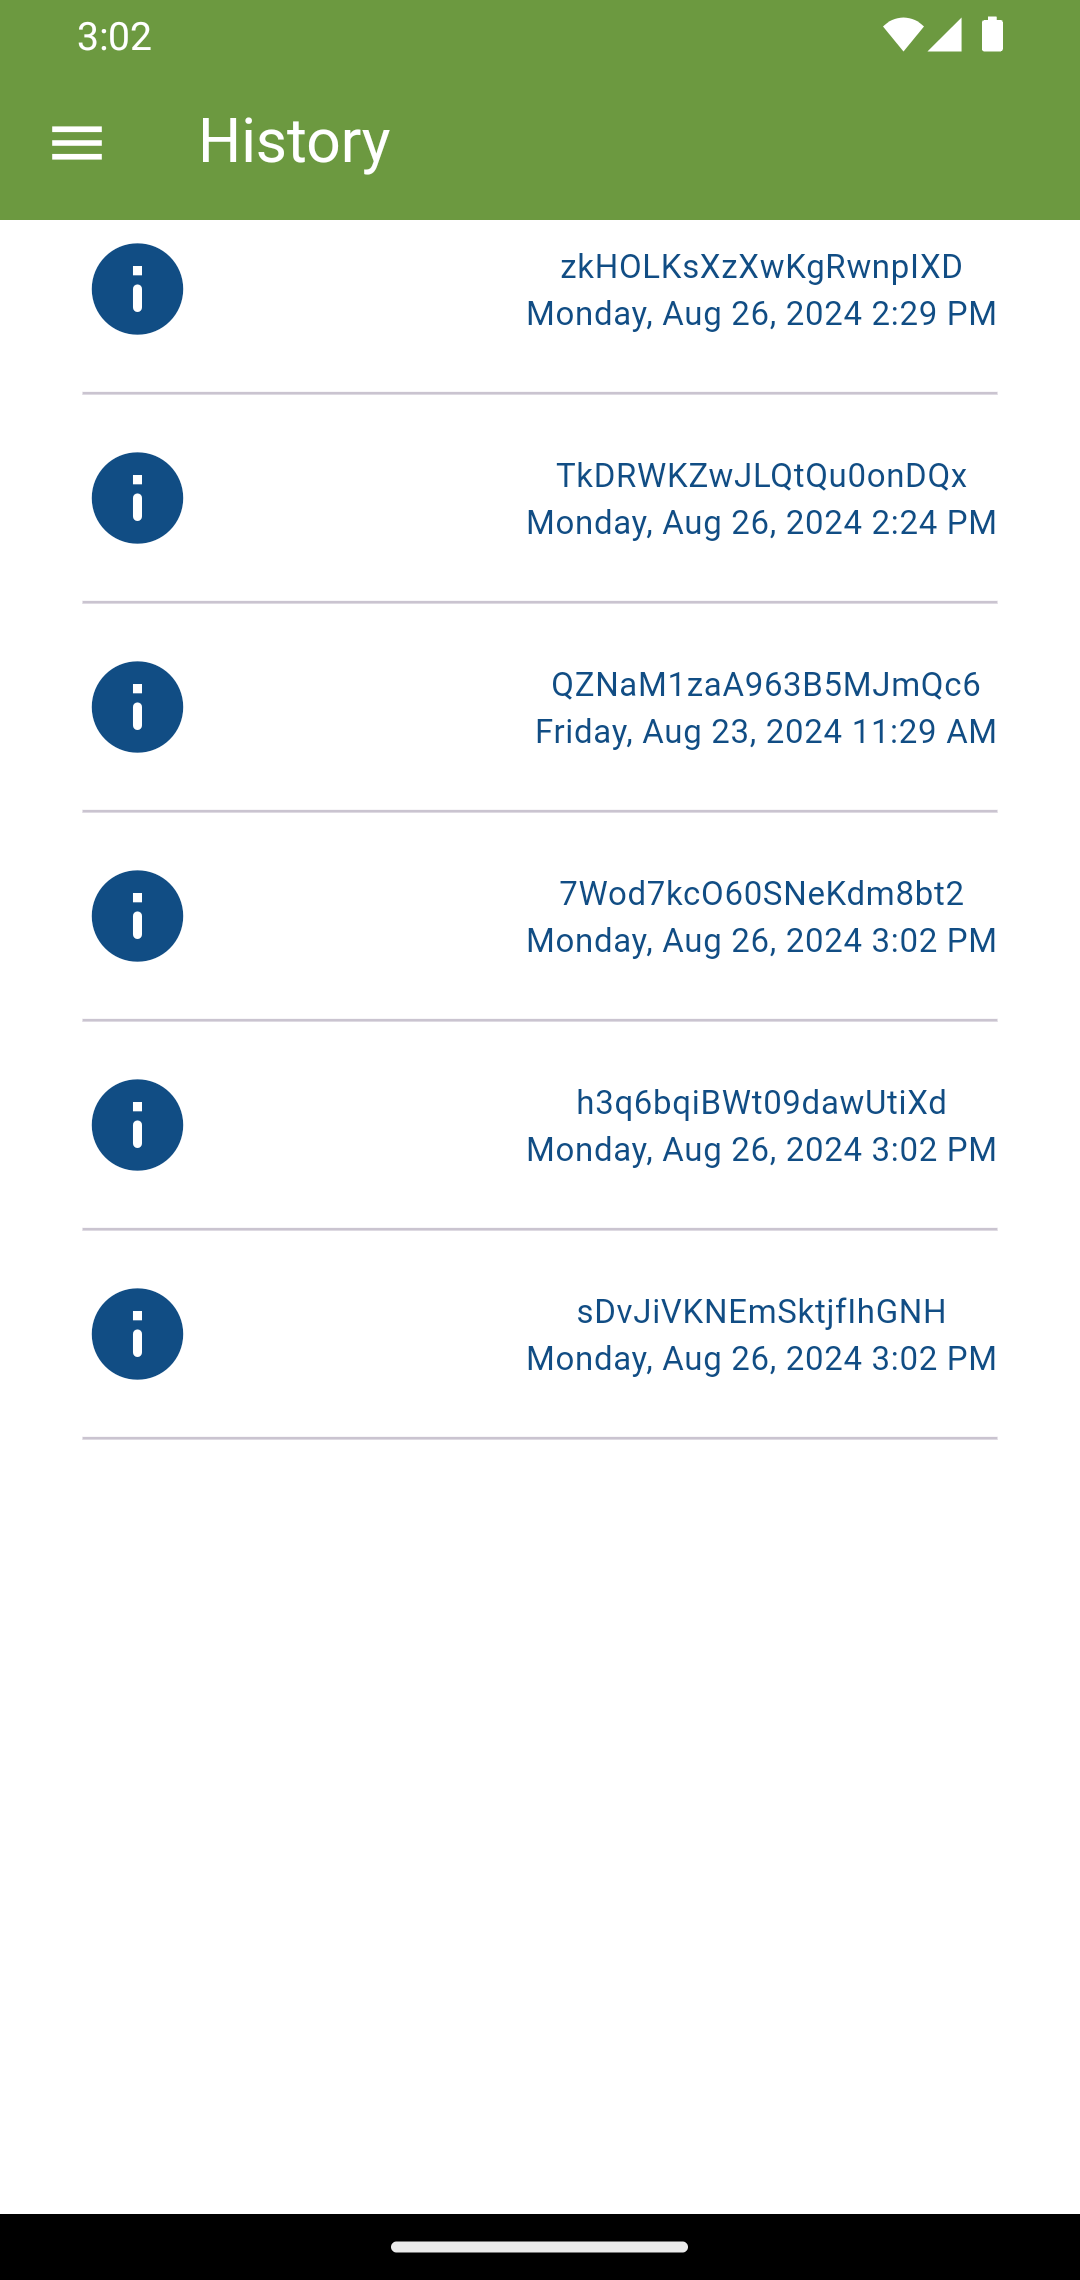 3:02
History
zkHOLKsXzXwKgRwnpIXD
Monday, Aug 26, 2024 2:29 PM
TkDRWKZwJLQtQu0onDQx
Monday, Aug 26, 2024 2:24 PM
QZNaM1zaA963B5MJmQc6
Friday, Aug 23, 2024 11:29 AM
7Wod7kcO60SNeKdm8bt2
Monday, Aug 26, 2024 3:02 PM
h3q6bqiBWt09dawUtiXd
Monday, Aug 26, 2024 3:02 PM
sDvJiVKNEmSktjfIhGNH
Monday, Aug 26, 2024 3:02 PM